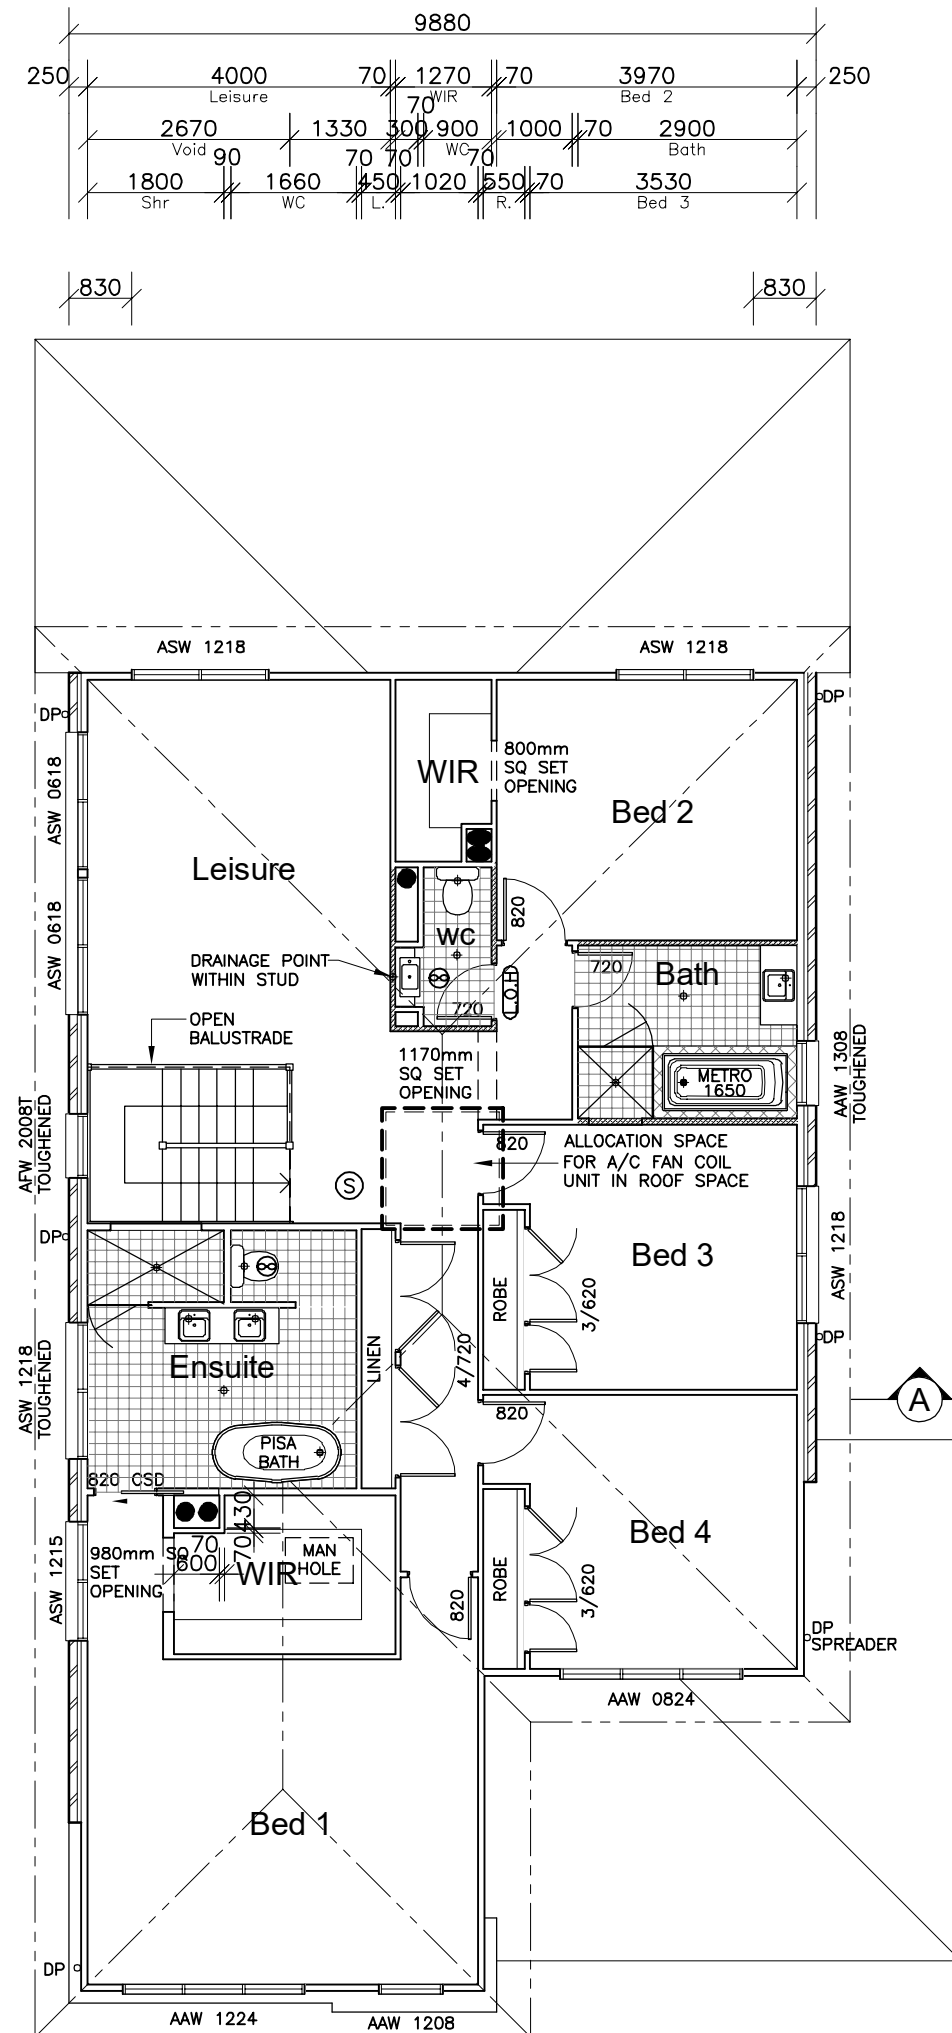 9880
250 4000 70 1270 70 3970 250
Leisure WIR Bed 2
70
2670 1330 300 900 1000 70 2900
Void WC Bath
90 70 70 70
1800 1660 450 1020 550 70 3530
Shr WC L. R. Bed 3
830 830
ASW 1218 ASW 1218
DP DP
ASW 0618
WIR
800mm
SQ SET
OPENING
Bed 2
Leisure
820
ASW 0618
WC
DRAINAGE POINT
WITHIN STUD
720
L.O.H
720
Bath
OPEN
BALUSTRADE
1170mm
SQ SET
OPENING
METRO
1650
AAW 1308
TOUGHENED
AFW 2008T
TOUGHENED
820
ALLOCATION SPACE
FOR A/C FAN COIL
UNIT IN ROOF SPACE
S
DP
Bed 3
ASW 1218
ROBE
3/620
DP
ASW 1218
TOUGHENED
Ensuite
LINEN
4/720
A
820
PISA
BATH
820 CSD
430
70
70
600
980mm SQ
SET
OPENING
WIR
MAN
HOLE
Bed 4
ASW 1215
ROBE
3/620
820
DP
SPREADER
AAW 0824
Bed 1
DP
AAW 1224 AAW 1208